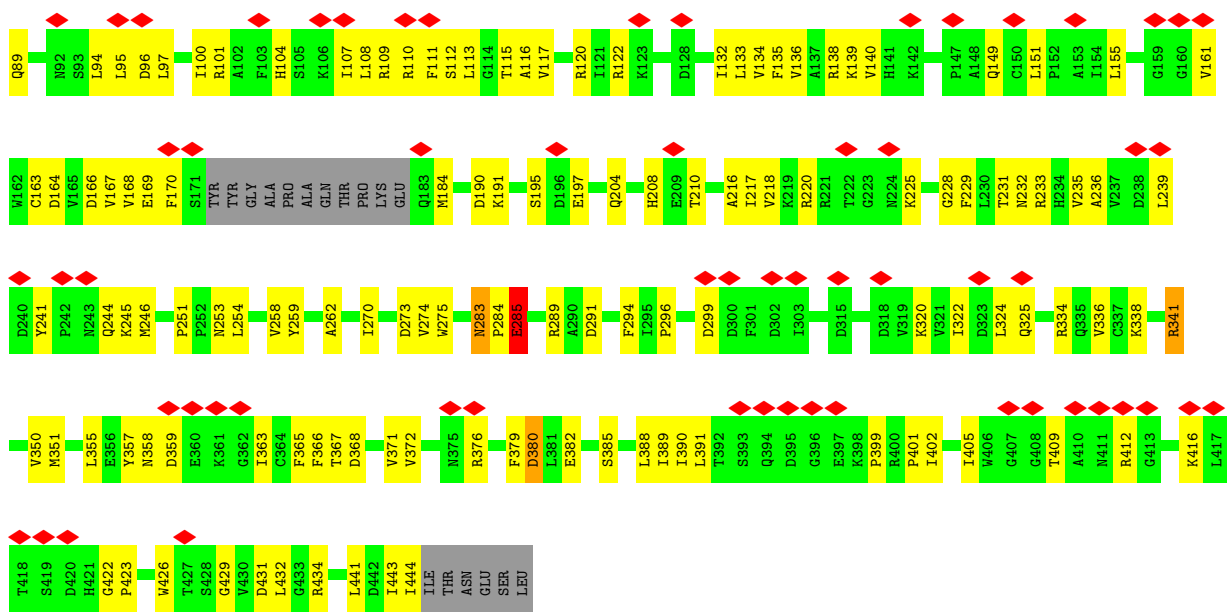 Q89 N92 S93 L94 L95 D96 L97 I100 R101 A102 F103 H104 S105 K106 I107 L108 R109 R110 F111 S112 L113 G114 T115 A116 V117 R120 I121 R122 K123 D128 I132 L133 V134 F135 V136 A137 R138 K139 V140 H141 K142 P147 A148 Q149 C150 L151 P152 A153 I154 L155 G159 G160 V161
W162 C163 D164 V165 D166 V167 V168 E169 F170 S171 TYR TYR GLY ALA PRO ALA GLN THR PRO LYS GLU Q183 M184 D190 K191 S195 D196 E197 Q204 H208 E209 T210 A216 I217 V218 K219 R220 R221 T222 G223 N224 K225 G228 F229 L230 T231 N232 R233 H234 V235 A236 V237 D238 L239
D240 Y241 P242 N243 Q244 K245 M246 P251 P252 N253 L254 V258 Y259 A262 I270 D273 V274 W275 N283 P284 E285 R289 A290 D291 F294 I295 P296 D299 D300 F301 D302 I303 D315 D318 V319 K320 V321 I322 D323 L324 Q325 R334 Q335 V336 C337 K338 R341
V350 M351 L355 E356 Y357 N358 D359 E360 K361 G362 I363 C364 F365 F366 T367 D368 V371 V372 N375 R376 F379 D380 L381 E382 S385 L388 I389 I390 L391 T392 S393 Q394 D395 G396 E397 K398 P399 R400 P401 I402 I405 W406 G407 G408 T409 A410 N411 R412 G413 K416 L417
T418 S419 D420 H421 G422 P423 W426 T427 S428 G429 V430 D431 L432 G433 R434 L441 D442 I443 I444 ILE THR ASN GLU SER LEU